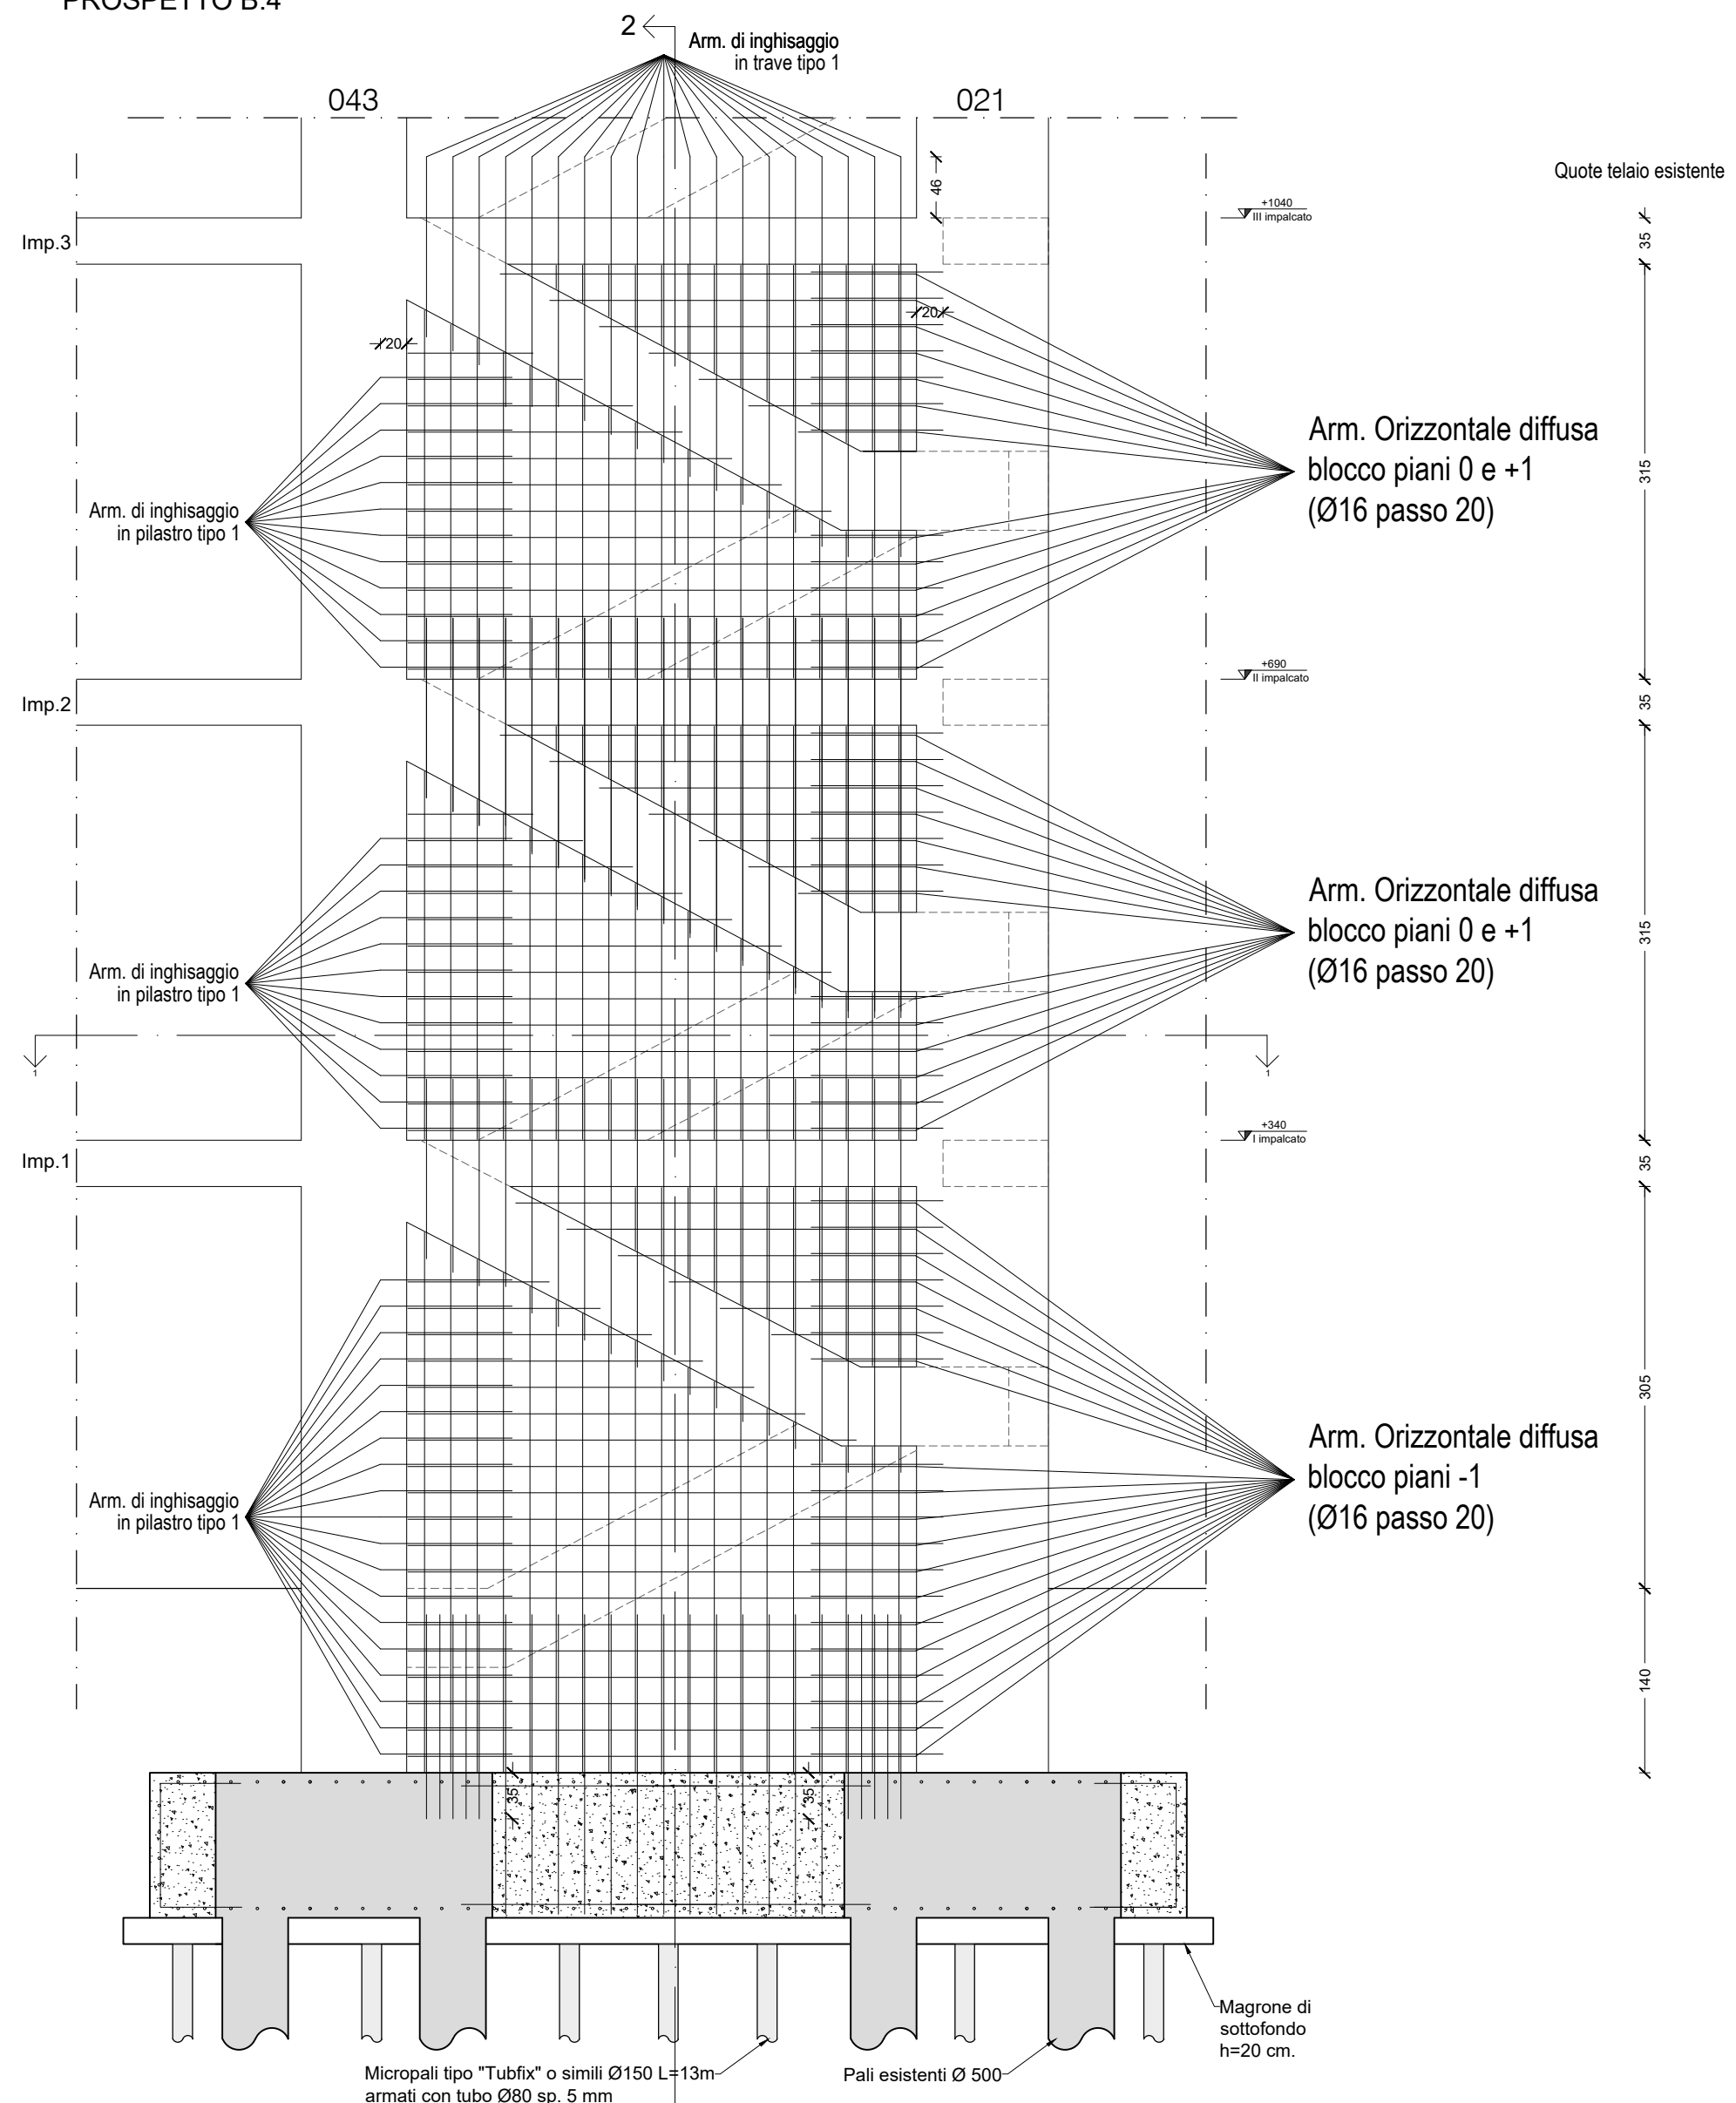 PROSPETTO B.4
2
Arm. di inghisaggio
in trave tipo 1
043
021
Quote telaio esistente
46
+1040
III impalcato
35
Imp.3
20
20
Arm. Orizzontale diffusa
blocco piani 0 e +1
(Ø16 passo 20)
315
Arm. di inghisaggio
in pilastro tipo 1
+690
II impalcato
35
Imp.2
Arm. Orizzontale diffusa
blocco piani 0 e +1
(Ø16 passo 20)
315
Arm. di inghisaggio
in pilastro tipo 1
1
1
+340
I impalcato
35
Imp.1
305
Arm. Orizzontale diffusa
blocco piani -1
(Ø16 passo 20)
Arm. di inghisaggio
in pilastro tipo 1
140
35
35
Magrone di
sottofondo
h=20 cm.
Micropali tipo "Tubfix" o simili Ø150 L=13m
armati con tubo Ø80 sp. 5 mm
Pali esistenti Ø 500